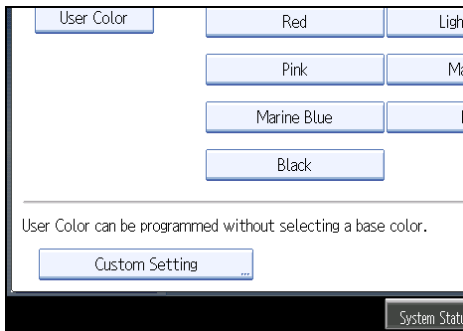 User Color
Red
Pink
Marine Blue
Black
User Color can be programmed without selecting a base color.
Custom Setting ...